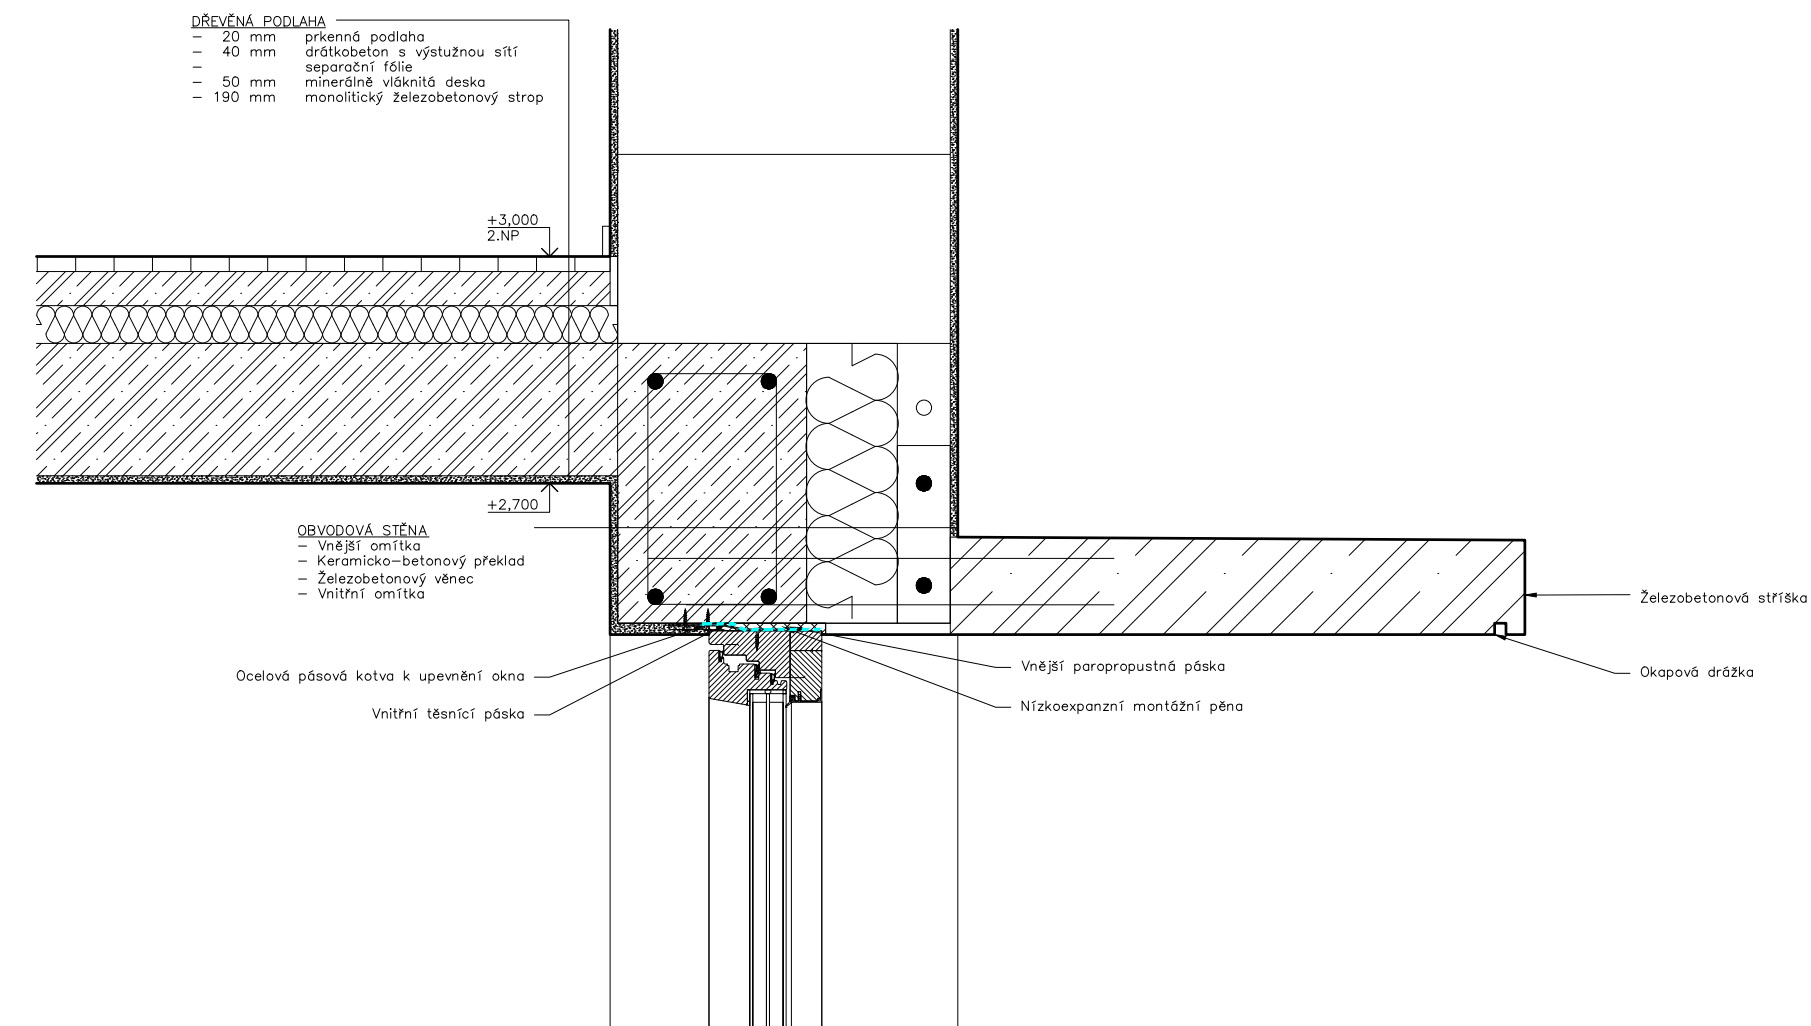 DŘEVĚNÁ PODLAHA
– 20 mm prkenná podlaha
– 40 mm drátkobeton s výstužnou sítí
– separační fólie
– 50 mm minerálně vláknitá deska
– 190 mm monolitický železobetonový strop
+3,000
2.NP
+2,700
OBVODOVÁ STĚNA
– Vnější omítka
– Keramicko–betonový překlad
– Železobetonový věnec
– Vnitřní omítka
Železobetonová stříška
Ocelová pásová kotva k upevnění okna
Vnější paropropustná páska
Okapová drážka
Vnitřní těsnící páska
Nízkoexpanzní montážní pěna